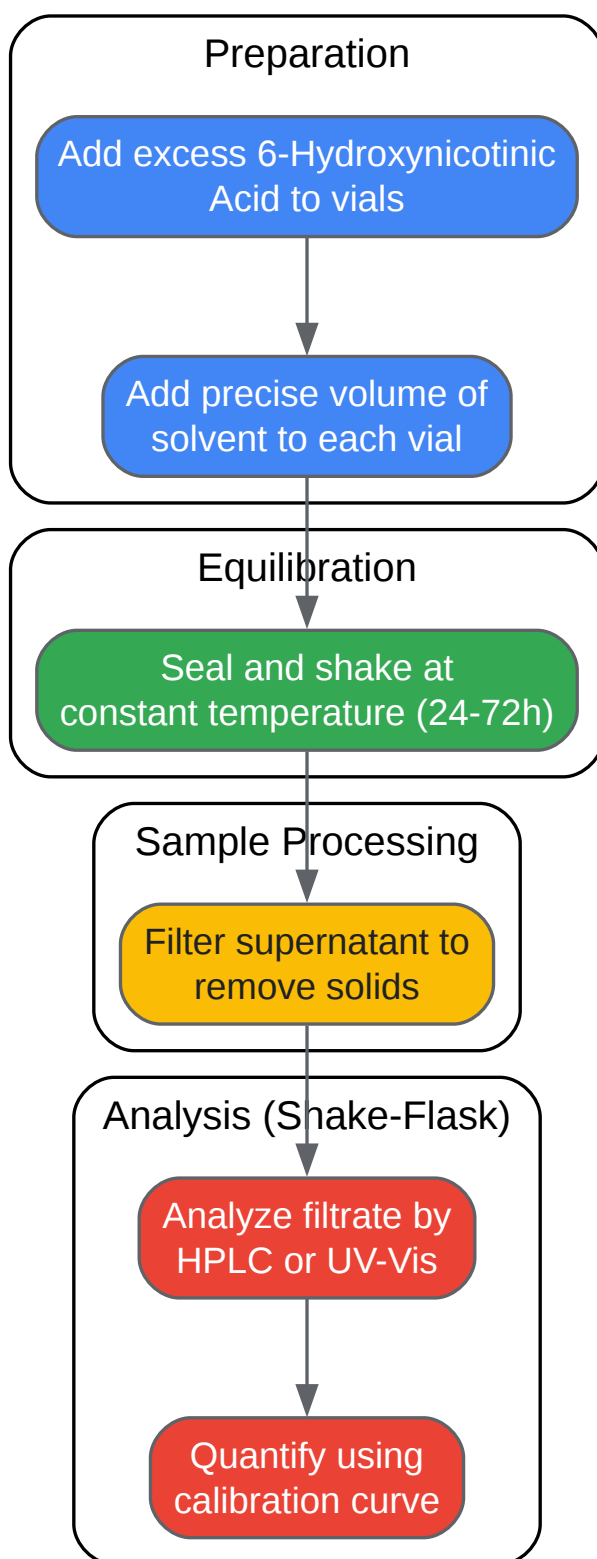 Preparation
Add excess 6-Hydroxynicotinic
Acid to vials
Add precise volume of
solvent to each vial
Equilibration
Seal and shake at
constant temperature (24-72h)
Sample Processing
Filter supernatant to
remove solids
Analysis (Shake-Flask)
Analyze filtrate by
HPLC or UV-Vis
Quantify using
calibration curve